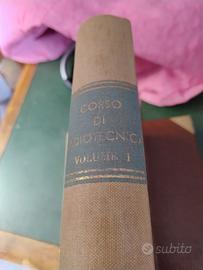 CORSO
DI
RADIOTECNICA
VOLUME I
subito